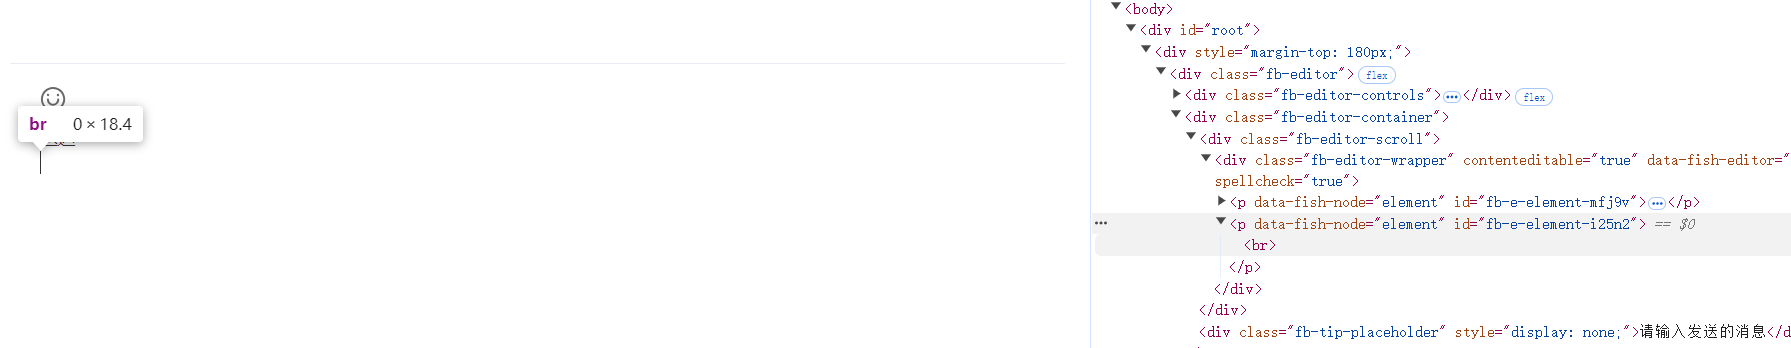 br 0 × 18.4
<body>
<div id="root">
<div style="margin-top: 180px;">
<div class="fb-editor"> flex
<div class="fb-editor-controls"> ••• </div> flex
<div class="fb-editor-container">
<div class="fb-editor-scroll">
<div class="fb-editor-wrapper" contenteditable="true" data-fish-editor="
spellcheck="true">
<p data-fish-node="element" id="fb-e-element-mfj9v"> ••• </p>
••• <p data-fish-node="element" id="fb-e-element-i25n2"> == $0
<br>
</p>
</div>
</div>
<div class="fb-tip-placeholder" style="display: none;">请输入发送的消息</d